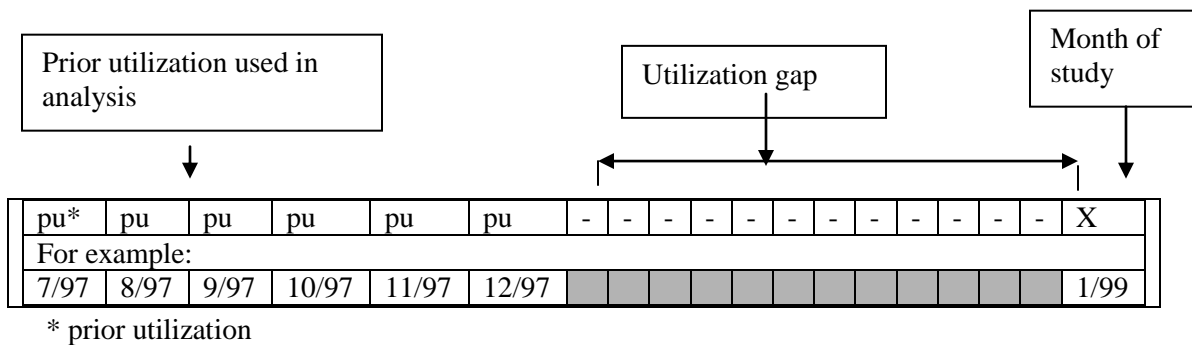 Prior utilization used in
analysis
Utilization gap
Month of
study
pu* pu pu pu pu pu - - - - - - - - - - - - X
For example:
7/97 8/97 9/97 10/97 11/97 12/97 1/99
* prior utilization